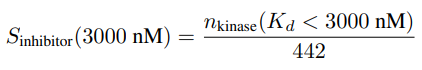 S_inhibitor(3000 nM) = n_kinase(K_d < 3000 nM) / 442